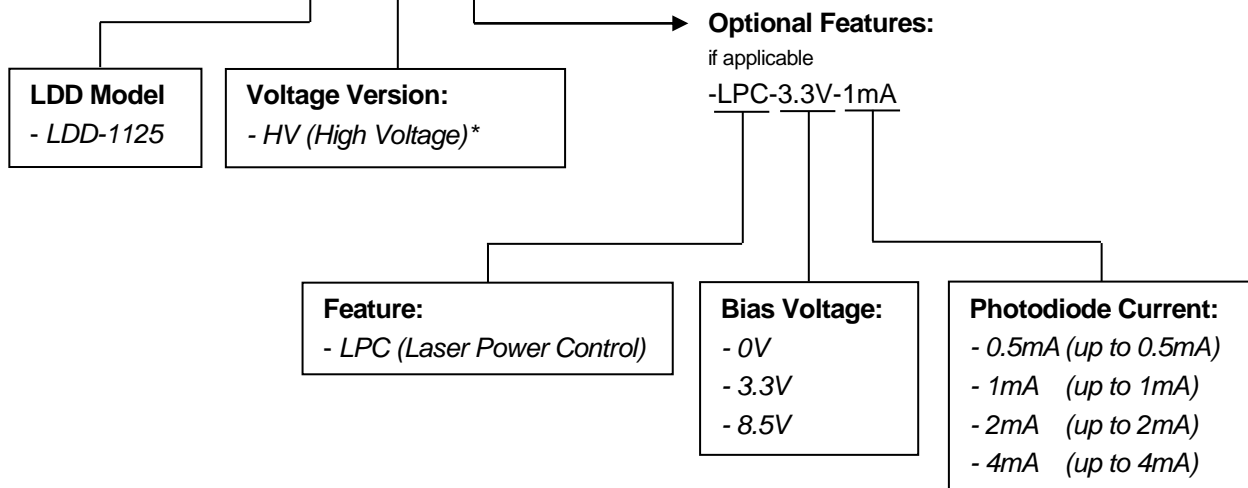 Optional Features:
if applicable
-LPC-3.3V-1mA
LDD Model
- LDD-1125
Voltage Version:
- HV (High Voltage)*
Feature:
- LPC (Laser Power Control)
Bias Voltage:
- 0V
- 3.3V
- 8.5V
Photodiode Current:
- 0.5mA (up to 0.5mA)
- 1mA (up to 1mA)
- 2mA (up to 2mA)
- 4mA (up to 4mA)